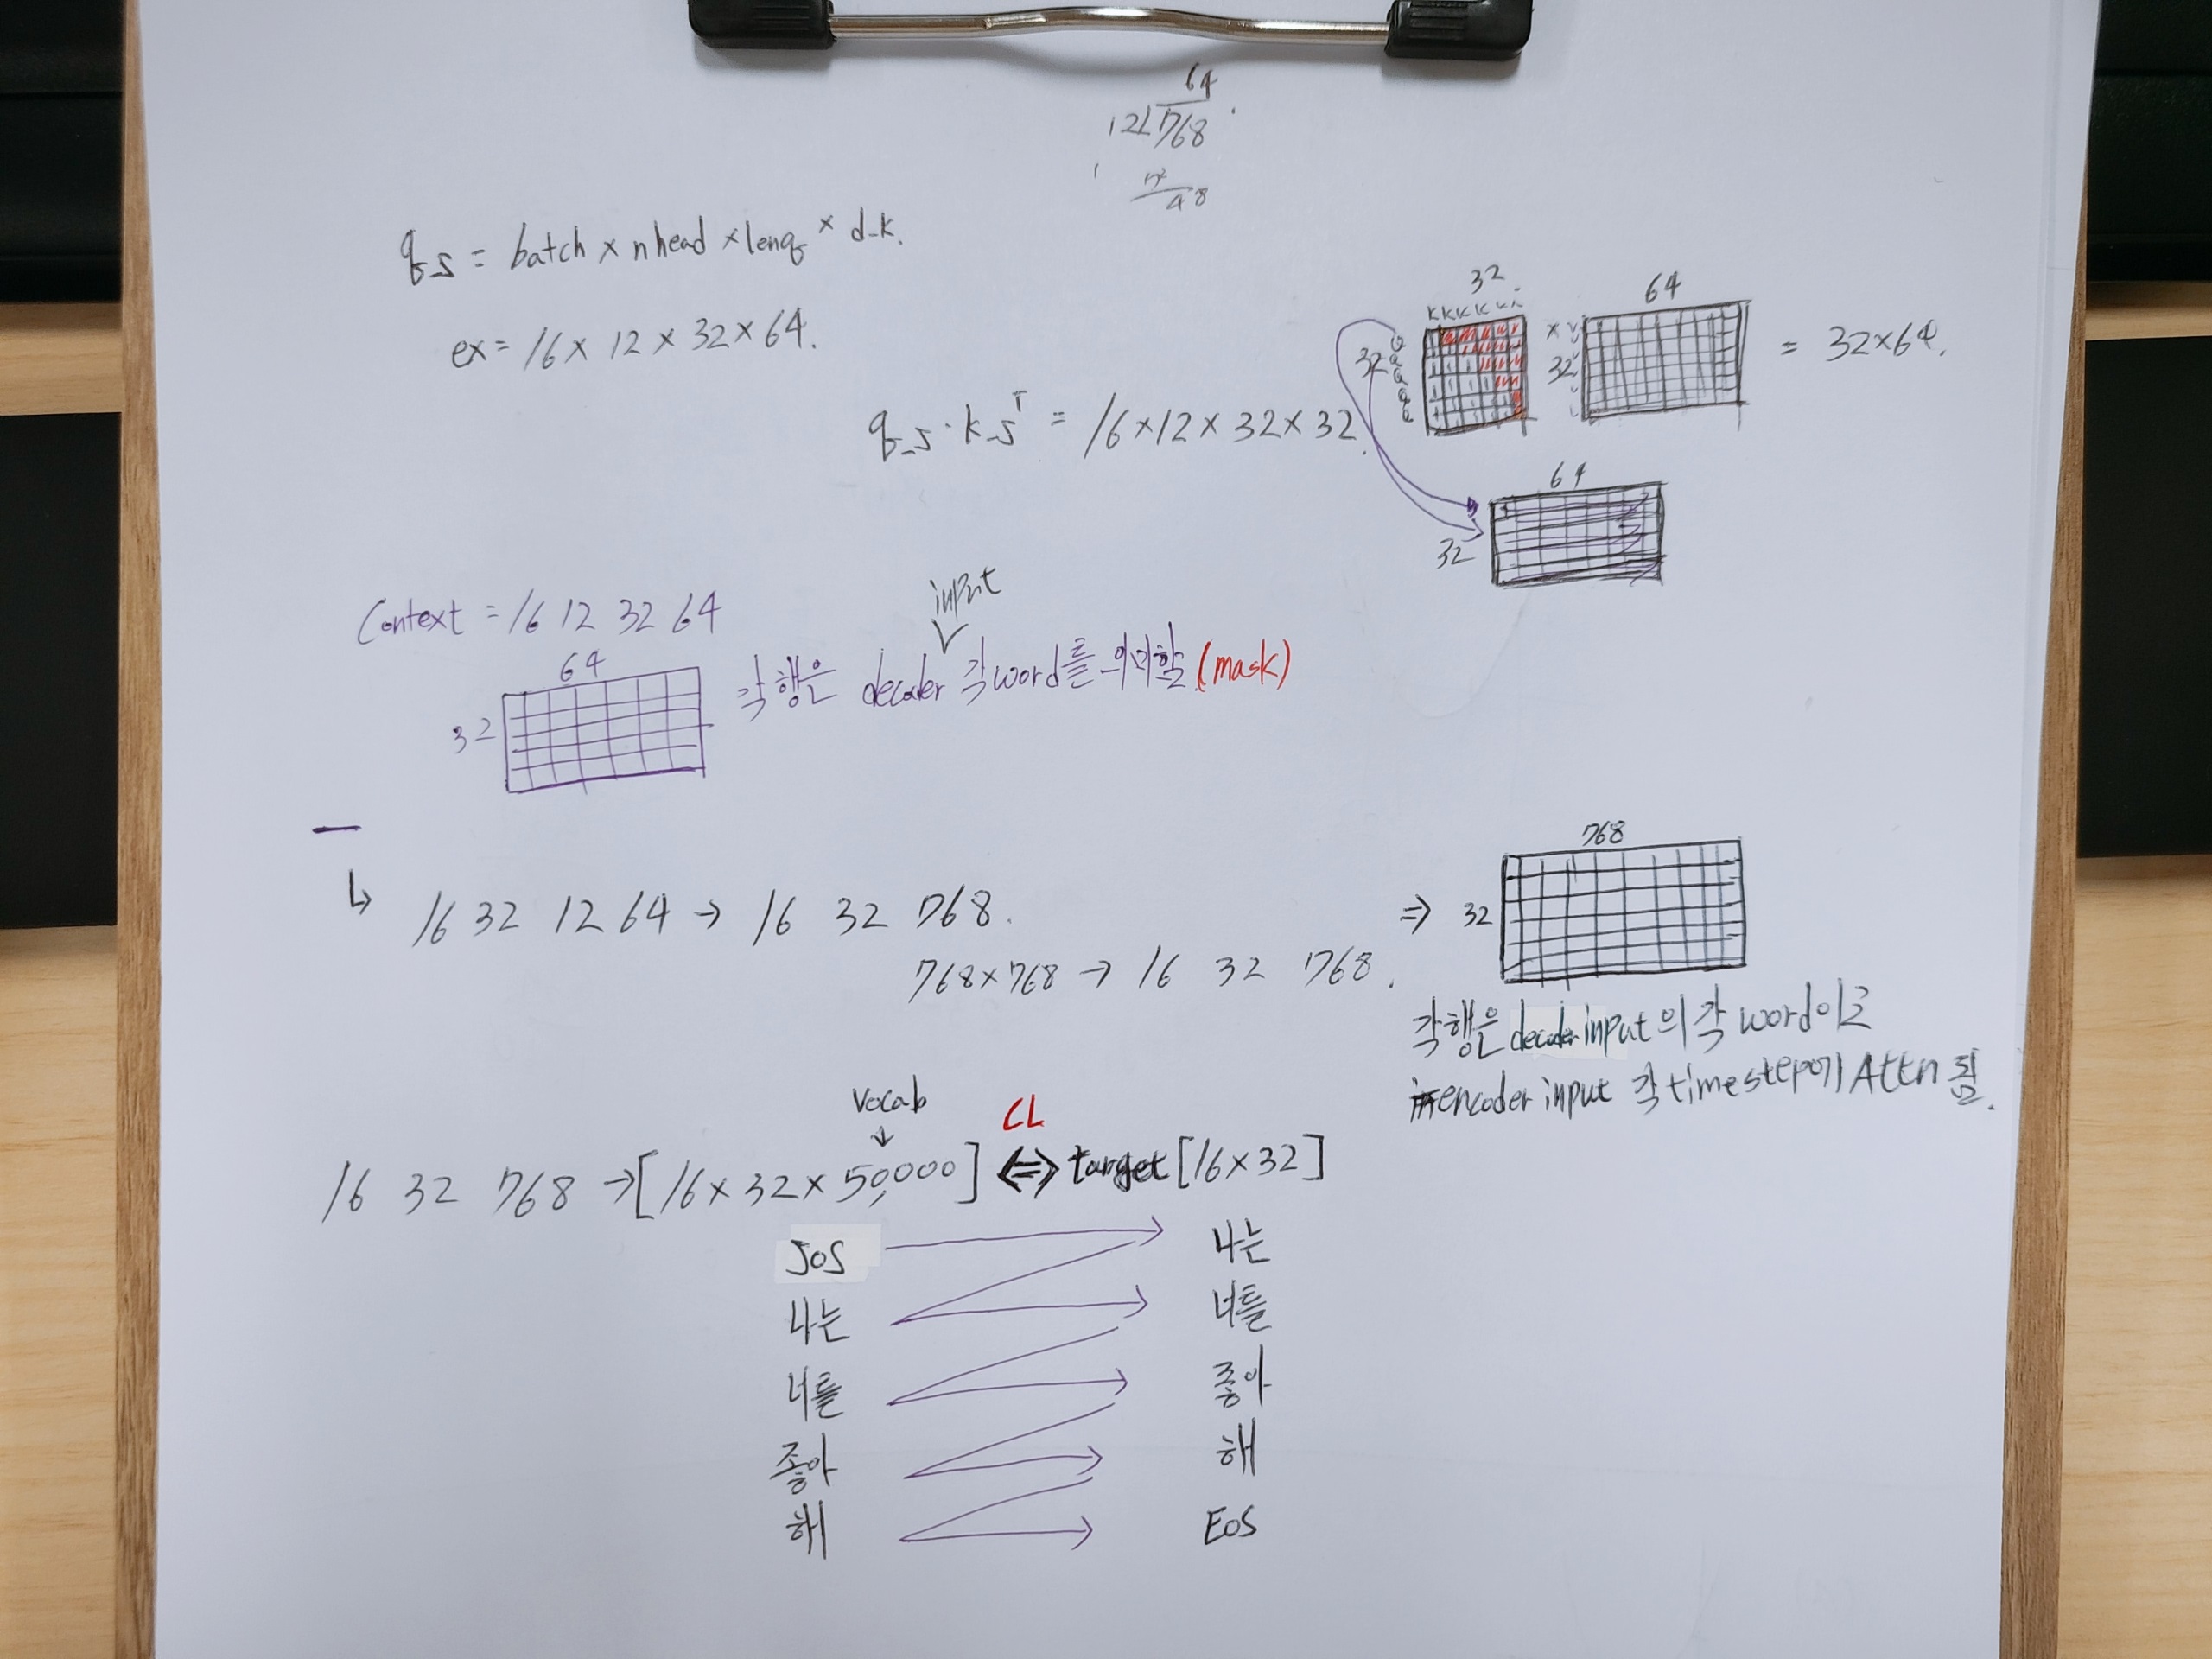 64
12 768
48
q_s = batch × nhead × lenq × d_k.
ex = 16 × 12 × 32 × 64.
32
K K K K K K
32
Q Q Q Q Q Q
×
V V V V
32
64
= 32×64.
q_s · k_s^T = 16×12×32×32.
64
32
Context = 16 12 32 64
input
64
32
각 행은 decoder 각 word를 의미함 (mask)
↳ 16 32 12 64 → 16 32 768.
768×768 → 16 32 768.
⇒ 32
768
각 행은 decoder input의 각 word이고
encoder input 각 timestep에 Attn 됨.
Vocab
↓
CL
16 32 768 → [16×32×50,000] ⇔ target [16×32]
SOS → 나는
나는 → 너를
너를 → 좋아
좋아 → 해
해 → EOS